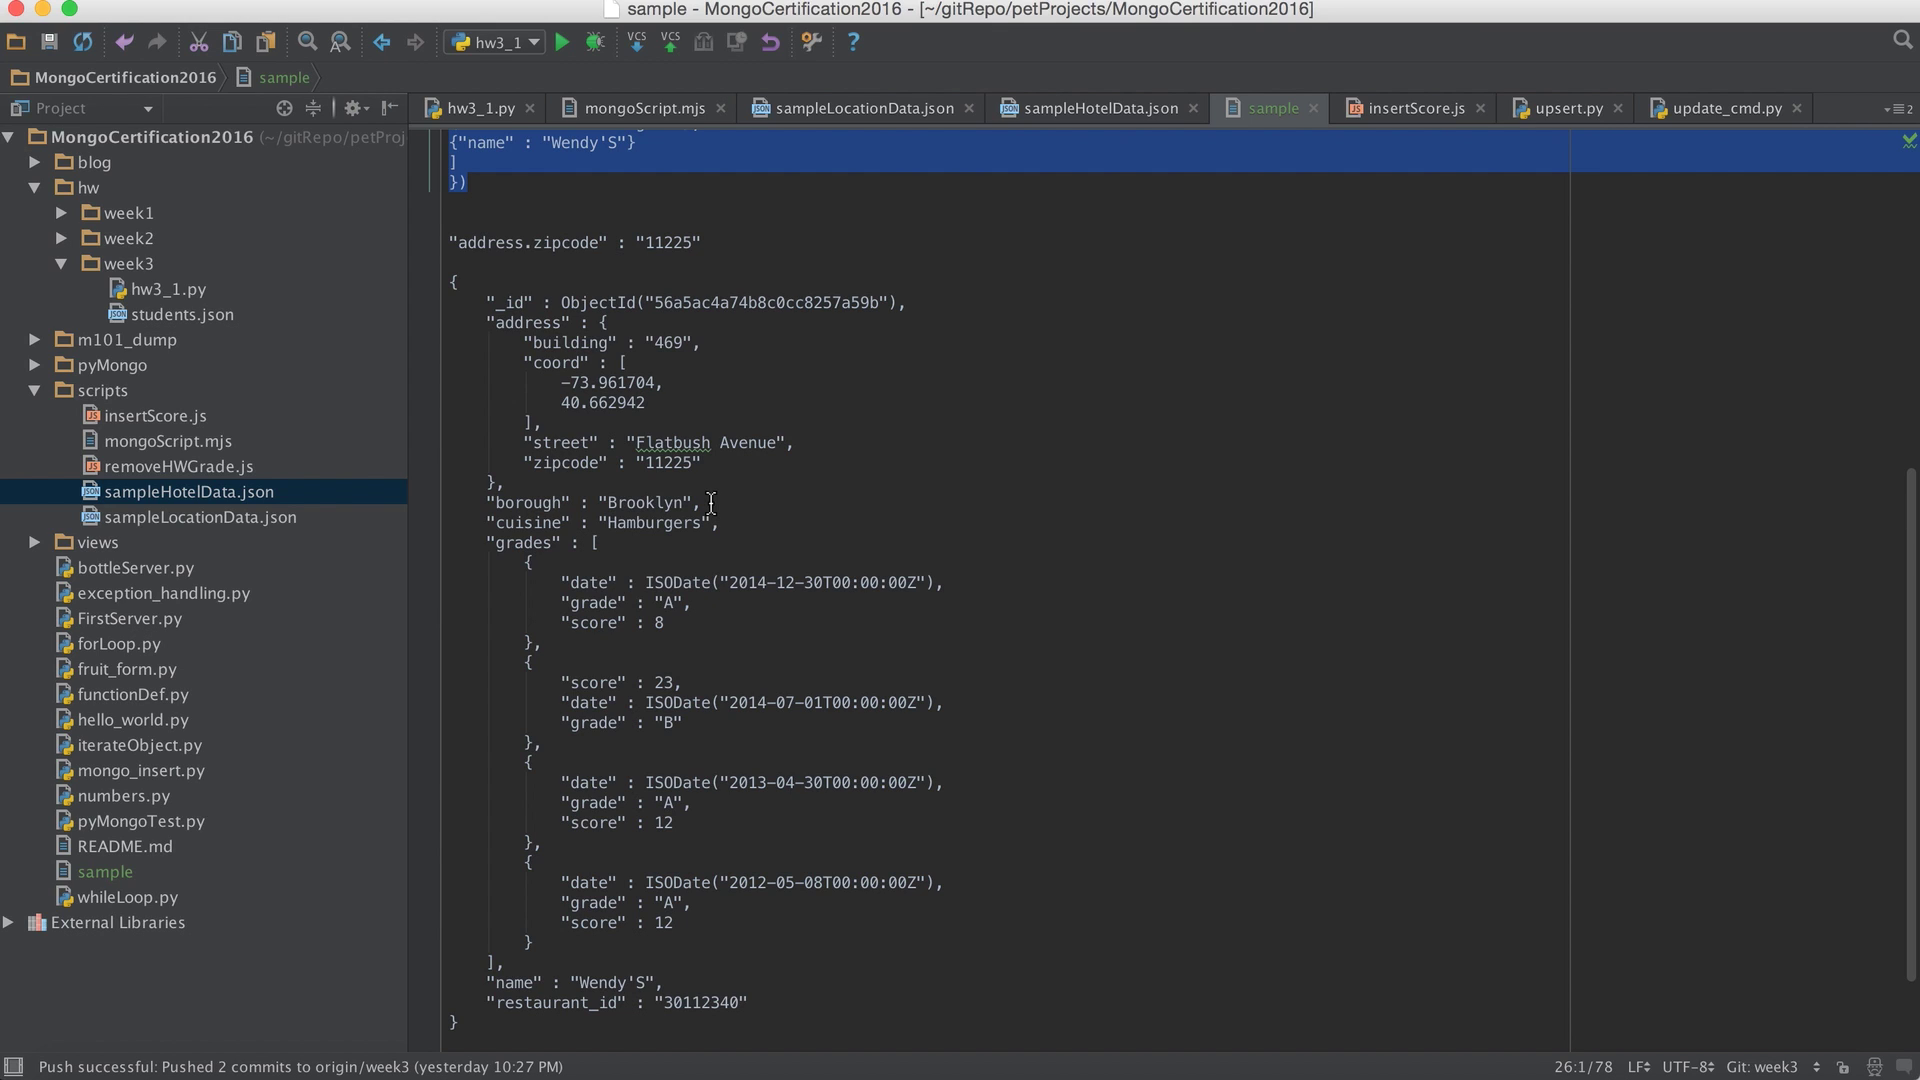 sample - MongoCertification2016 - [~/gitRepo/petProjects/MongoCertification2016]
hw3_1
VCS
VCS
?
MongoCertification2016
sample
Project
hw3_1.py
mongoScript.mjs
sampleLocationData.json
sampleHotelData.json
sample
insertScore.js
upsert.py
update_cmd.py
2
MongoCertification2016 (~/gitRepo/petProj
blog
hw
week1
week2
week3
hw3_1.py
students.json
m101_dump
pyMongo
scripts
insertScore.js
mongoScript.mjs
removeHWGrade.js
sampleHotelData.json
sampleLocationData.json
views
bottleServer.py
exception_handling.py
FirstServer.py
forLoop.py
fruit_form.py
functionDef.py
hello_world.py
iterateObject.py
mongo_insert.py
numbers.py
pyMongoTest.py
README.md
sample
whileLoop.py
External Libraries
{"name" : "Wendy'S"}
]
})
"address.zipcode" : "11225"
{
"_id" : ObjectId("56a5ac4a74b8c0cc8257a59b"),
"address" : {
"building" : "469",
"coord" : [
-73.961704,
40.662942
],
"street" : "Flatbush Avenue",
"zipcode" : "11225"
},
"borough" : "Brooklyn",
"cuisine" : "Hamburgers",
"grades" : [
{
"date" : ISODate("2014-12-30T00:00:00Z"),
"grade" : "A",
"score" : 8
},
{
"score" : 23,
"date" : ISODate("2014-07-01T00:00:00Z"),
"grade" : "B"
},
{
"date" : ISODate("2013-04-30T00:00:00Z"),
"grade" : "A",
"score" : 12
},
{
"date" : ISODate("2012-05-08T00:00:00Z"),
"grade" : "A",
"score" : 12
}
],
"name" : "Wendy'S",
"restaurant_id" : "30112340"
}
Push successful: Pushed 2 commits to origin/week3 (yesterday 10:27 PM)
26:1/78 LF UTF-8 Git: week3